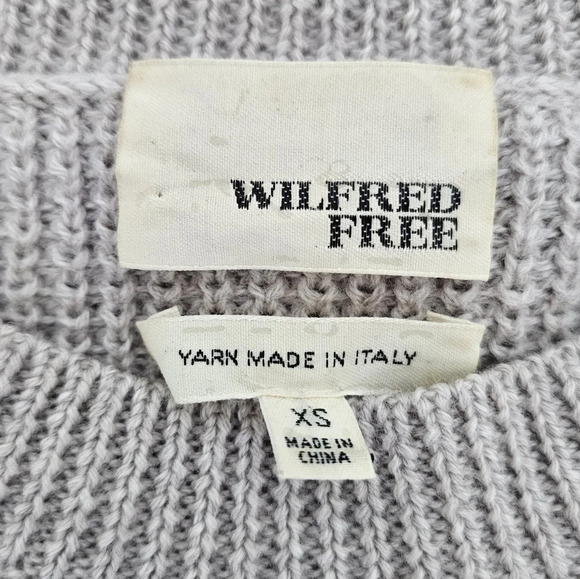 WILFRED
FREE
YARN MADE IN ITALY
XS
MADE IN
CHINA